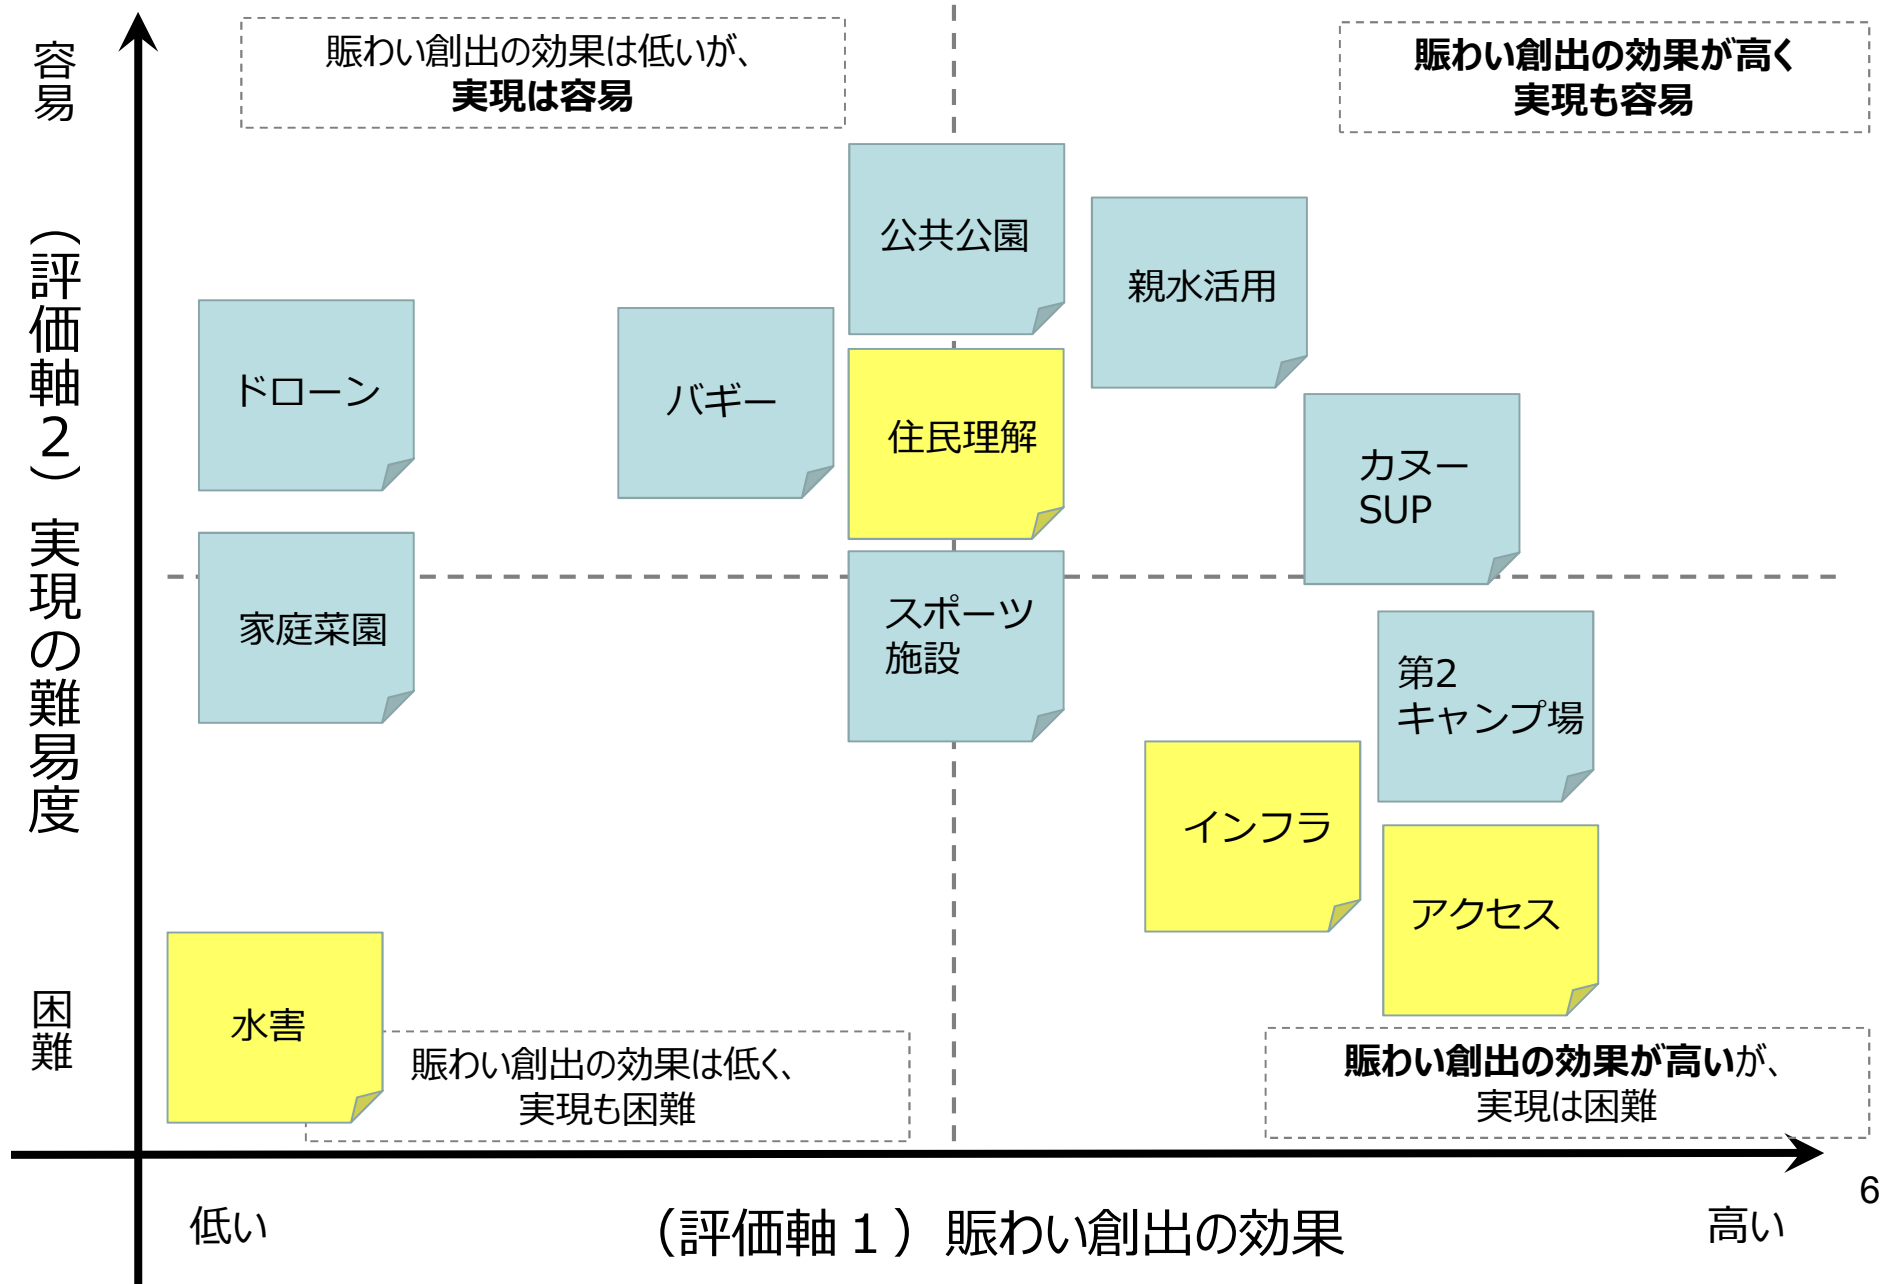 容易
賑わい創出の効果は低いが、
実現は容易
賑わい創出の効果が高く
実現も容易
（評価軸２）実現の難易度
公共公園
親水活用
ドローン
バギー
住民理解
カヌー
SUP
家庭菜園
スポーツ
施設
第2
キャンプ場
インフラ
アクセス
水害
困難
賑わい創出の効果は低く、
実現も困難
賑わい創出の効果が高いが、
実現は困難
低い
（評価軸１）賑わい創出の効果
高い
6